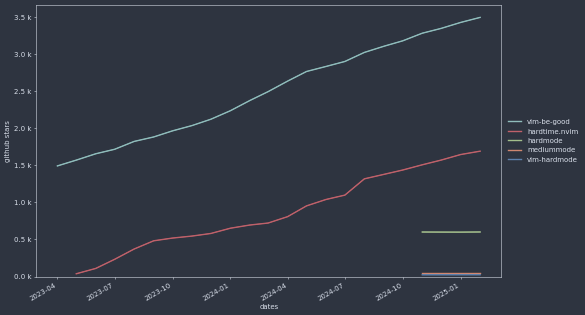 3.5 k
3.0 k
2.5 k
2.0 k
1.5 k
1.0 k
0.5 k
0.0 k
github stars
2023-04
2023-07
2023-10
2024-01
2024-04
2024-07
2024-10
2025-01
dates
vim-be-good
hardtime.nvim
hardmode
mediummode
vim-hardmode